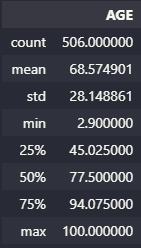 AGE
count 506.000000
mean 68.574901
std 28.148861
min 2.900000
25% 45.025000
50% 77.500000
75% 94.075000
max 100.000000